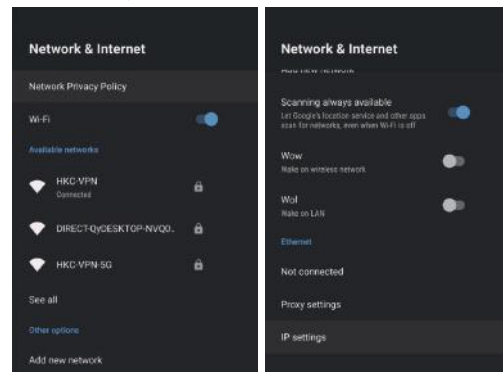 Network & Internet
Network Privacy Policy
Wi-Fi
Available networks
HKC-VPN
Connected
DIRECT-QyDESKTOP-NVQ0..
HKC-VPN-5G
See all
Other options
Add new network
Network & Internet
Add new network
Scanning always available
Let Google's location service and other apps
scan for networks, even when Wi-Fi is off
Wow
Wake on wireless network
Wol
Wake on LAN
Ethernet
Not connected
Proxy settings
IP settings